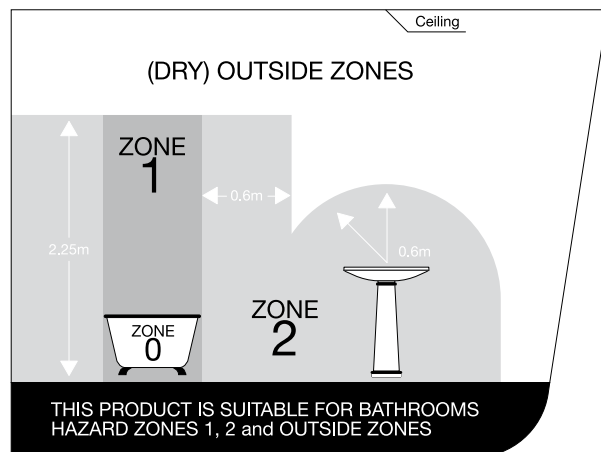 Ceiling
(DRY) OUTSIDE ZONES
ZONE
1
0.6m
2.25m
0.6m
ZONE
2
ZONE
0
THIS PRODUCT IS SUITABLE FOR BATHROOMS
HAZARD ZONES 1, 2 and OUTSIDE ZONES